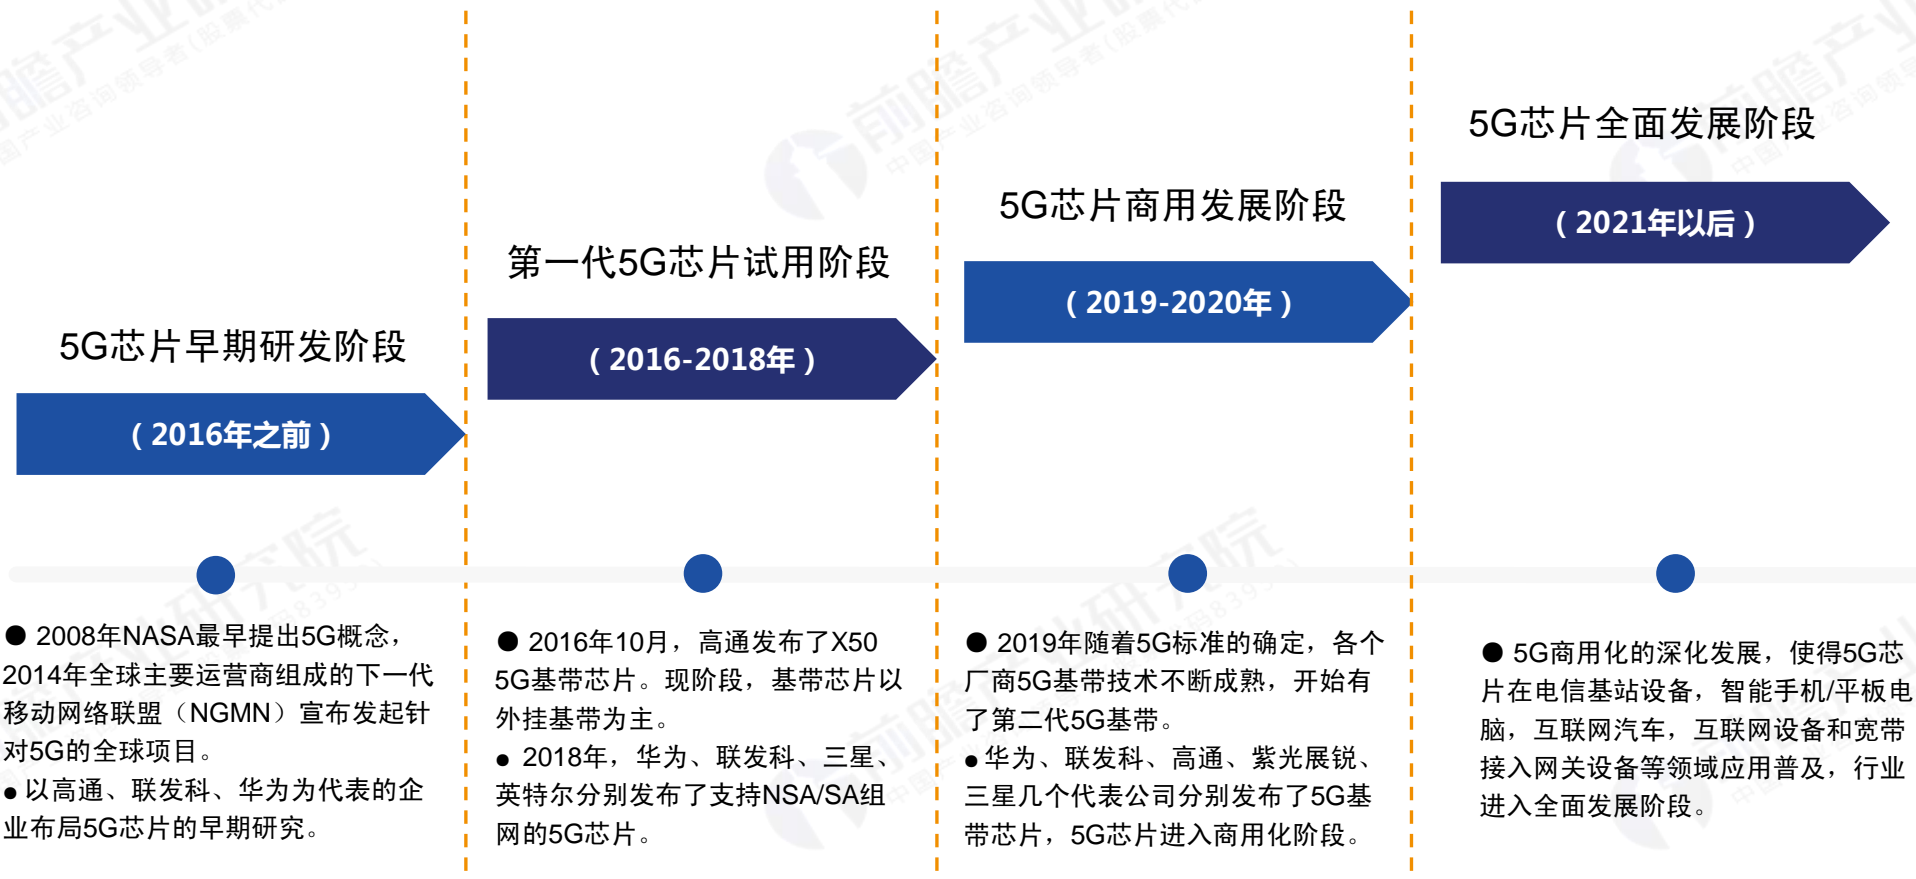 5G芯片早期研发阶段
（2016年之前）
● 2008年NASA最早提出5G概念，
2014年全球主要运营商组成的下一代
移动网络联盟（NGMN）宣布发起针
对5G的全球项目。
● 以高通、联发科、华为为代表的企
业布局5G芯片的早期研究。
第一代5G芯片试用阶段
（2016-2018年）
● 2016年10月，高通发布了X50
5G基带芯片。现阶段，基带芯片以
外挂基带为主。
● 2018年，华为、联发科、三星、
英特尔分别发布了支持NSA/SA组
网的5G芯片。
5G芯片商用发展阶段
（2019-2020年）
● 2019年随着5G标准的确定，各个
厂商5G基带技术不断成熟，开始有
了第二代5G基带。
● 华为、联发科、高通、紫光展锐、
三星几个代表公司分别发布了5G基
带芯片，5G芯片进入商用化阶段。
5G芯片全面发展阶段
（2021年以后）
● 5G商用化的深化发展，使得5G芯
片在电信基站设备，智能手机/平板电
脑，互联网汽车，互联网设备和宽带
接入网关设备等领域应用普及，行业
进入全面发展阶段。